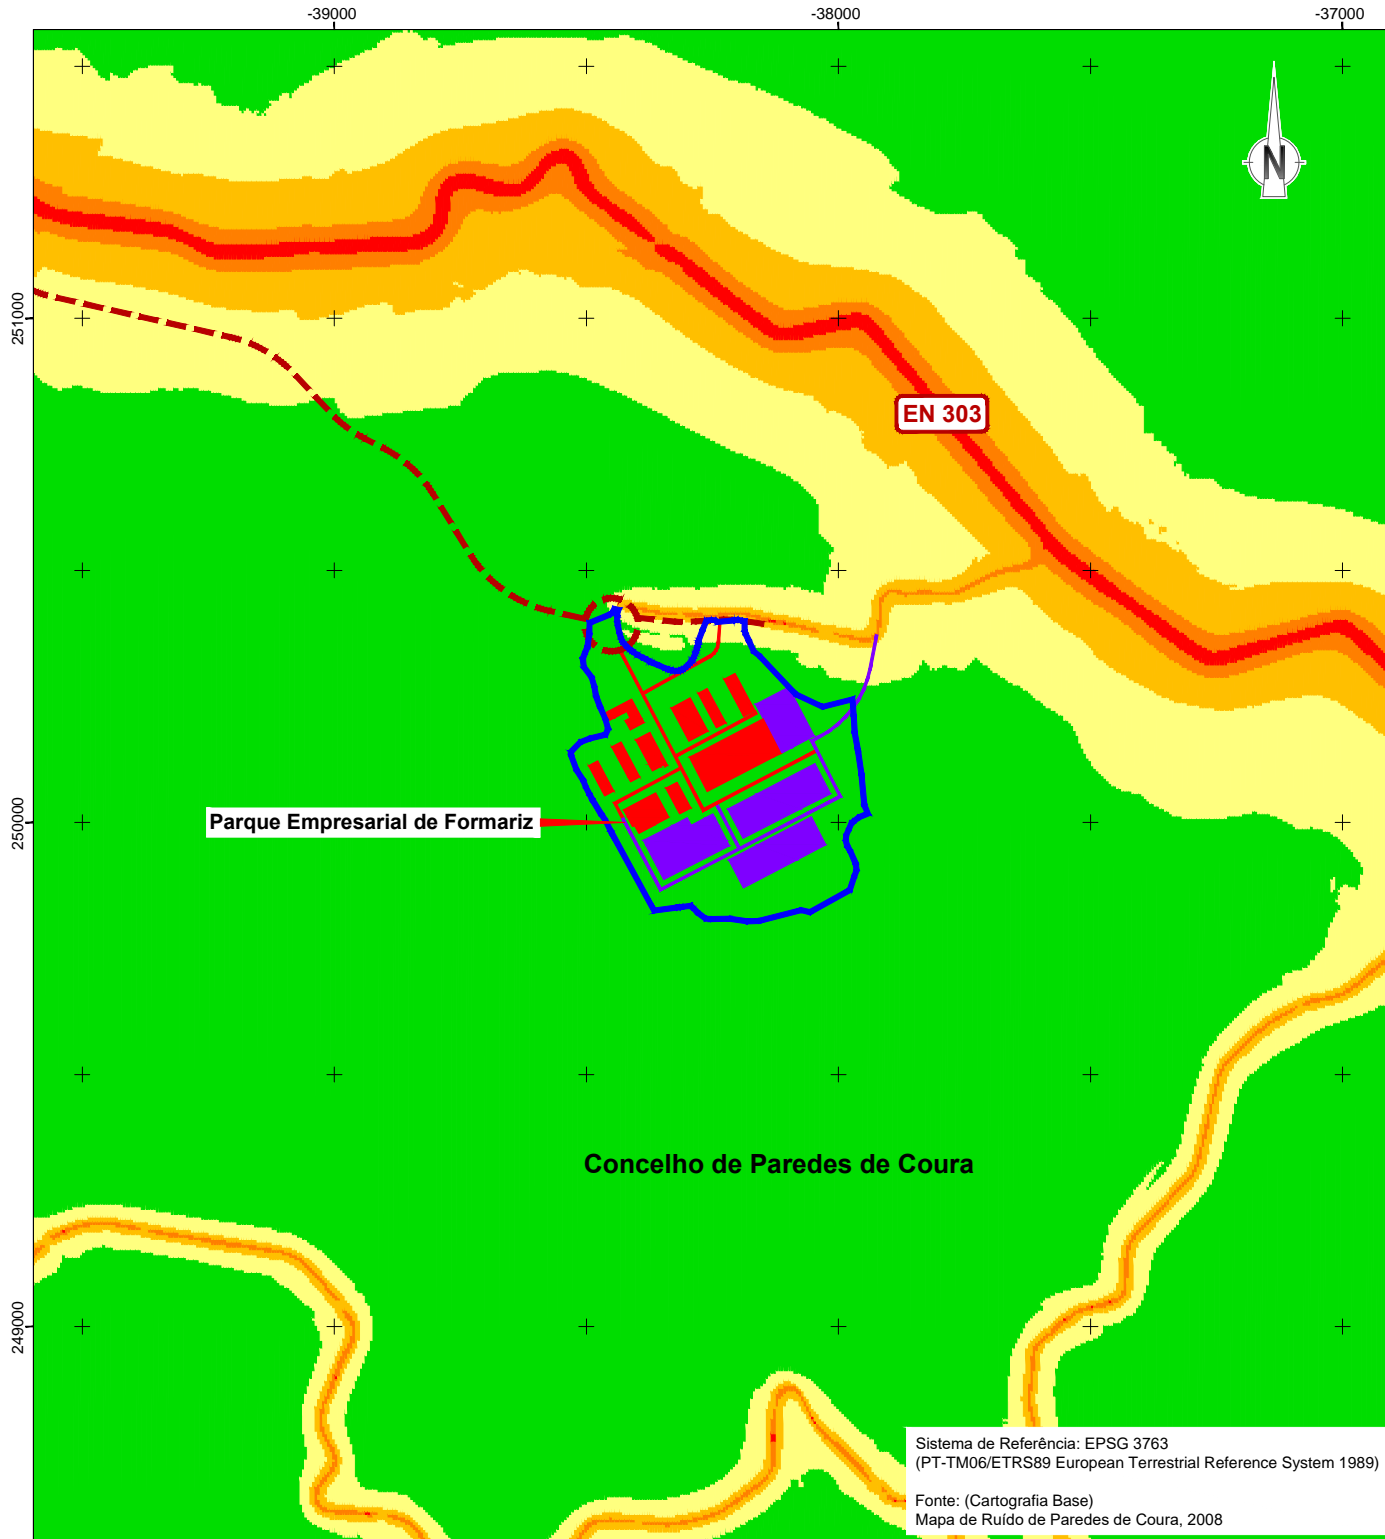 -39000
-38000
-37000
N
251000
EN 303
250000
Parque Empresarial de Formariz
Concelho de Paredes de Coura
249000
Sistema de Referência: EPSG 3763
(PT-TM06/ETRS89 European Terrestrial Reference System 1989)
Fonte: (Cartografia Base)
Mapa de Ruído de Paredes de Coura, 2008